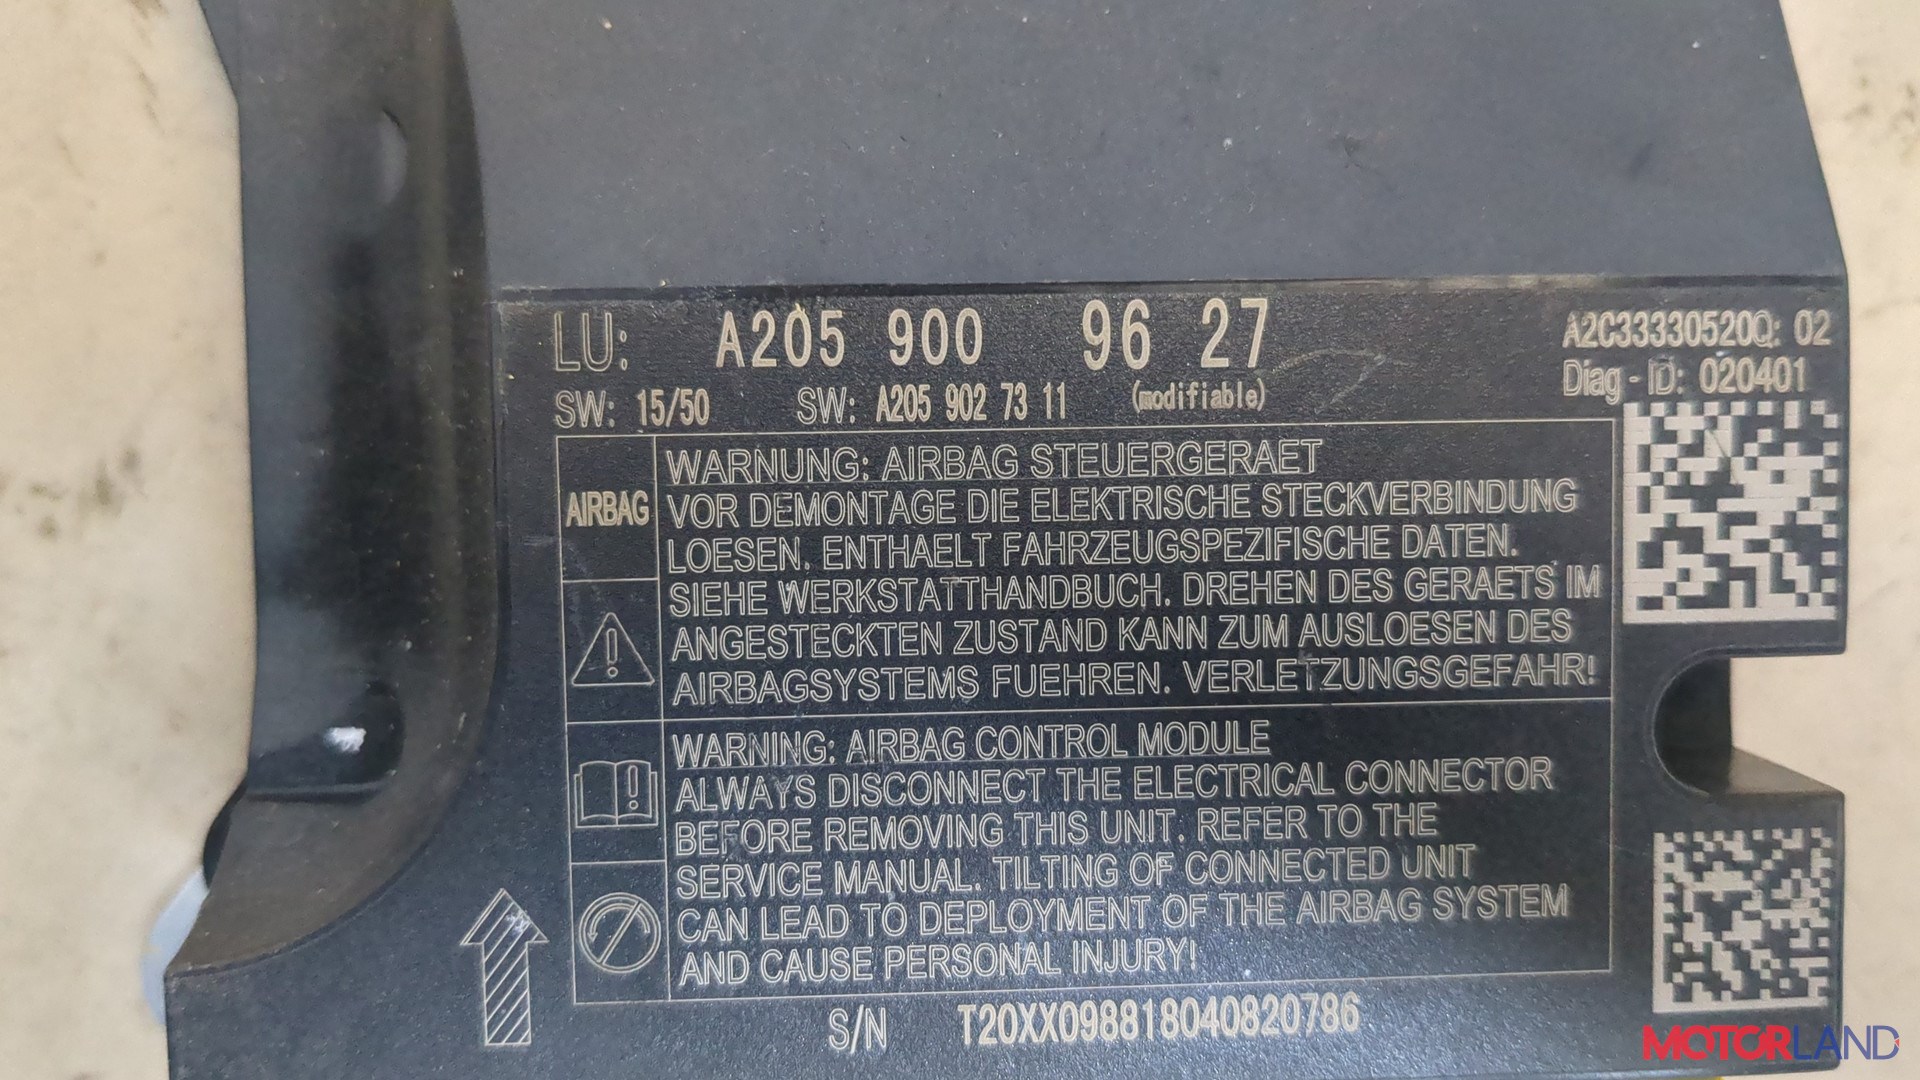 LU: A205 900 96 27
A2C33330520Q: 02
Diag - ID: 020401
SW: 15/50 SW: A205 902 73 11 (modifiable)
AIRBAG
WARNUNG: AIRBAG STEUERGERAET
VOR DEMONTAGE DIE ELEKTRISCHE STECKVERBINDUNG
LOESEN. ENTHAELT FAHRZEUGSPEZIFISCHE DATEN.
SIEHE WERKSTATTHANDBUCH. DREHEN DES GERAETS IM
ANGESTECKTEN ZUSTAND KANN ZUM AUSLOESEN DES
AIRBAGSYSTEMS FUEHREN. VERLETZUNGSGEFAHR!
WARNING: AIRBAG CONTROL MODULE
ALWAYS DISCONNECT THE ELECTRICAL CONNECTOR
BEFORE REMOVING THIS UNIT. REFER TO THE
SERVICE MANUAL. TILTING OF CONNECTED UNIT
CAN LEAD TO DEPLOYMENT OF THE AIRBAG SYSTEM
AND CAUSE PERSONAL INJURY!
S/N T20XX098818040820786
MOTORLAND